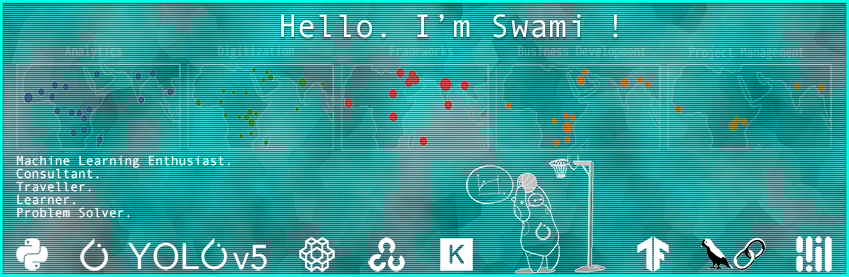 Hello. I'm Swami !
Analytics
Digitization
Frameworks
Business Development
Project Management
Machine Learning Enthusiast.
Consultant.
Traveller.
Learner.
Problem Solver.
YOLOv5
K